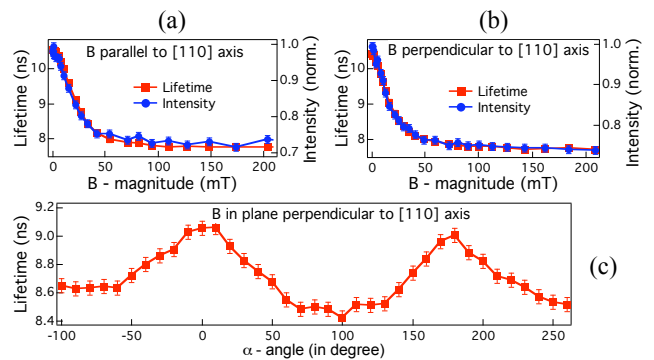 (a)
(b)
B parallel to [110] axis
Lifetime
Intensity
Lifetime (ns)
10
9
8
Intensity (norm.)
1.0
0.9
0.8
0.7
0
50
100
150
200
B - magnitude (mT)
B perpendicular to [110] axis
Lifetime
Intensity
Lifetime (ns)
10
9
8
Intensity (norm.)
1.0
0.9
0.8
0
50
100
150
200
B - magnitude (mT)
B in plane perpendicular to [110] axis
(c)
Lifetime (ns)
9.2
9.0
8.8
8.6
8.4
-100
-50
0
50
100
150
200
250
α - angle (in degree)